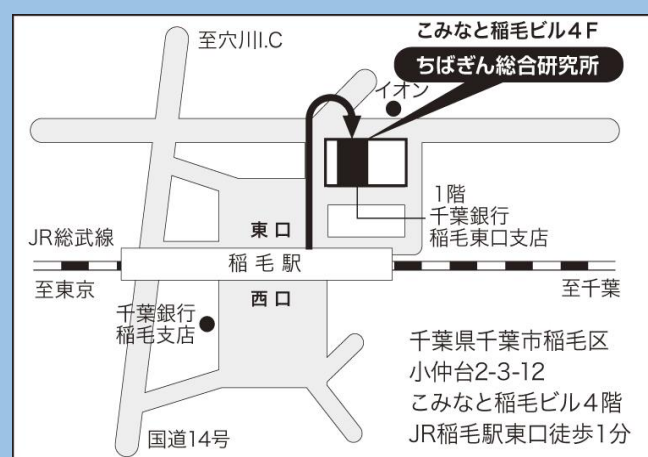 こみなと稲毛ビル4F
ちばぎん総合研究所
至穴川I.C
イオン
1階
千葉銀行
稲毛東口支店
東口
JR総武線
稲毛駅
至東京
至千葉
西口
千葉銀行
稲毛支店
国道14号
千葉県千葉市稲毛区
小仲台2-3-12
こみなと稲毛ビル4階
JR稲毛駅東口徒歩1分